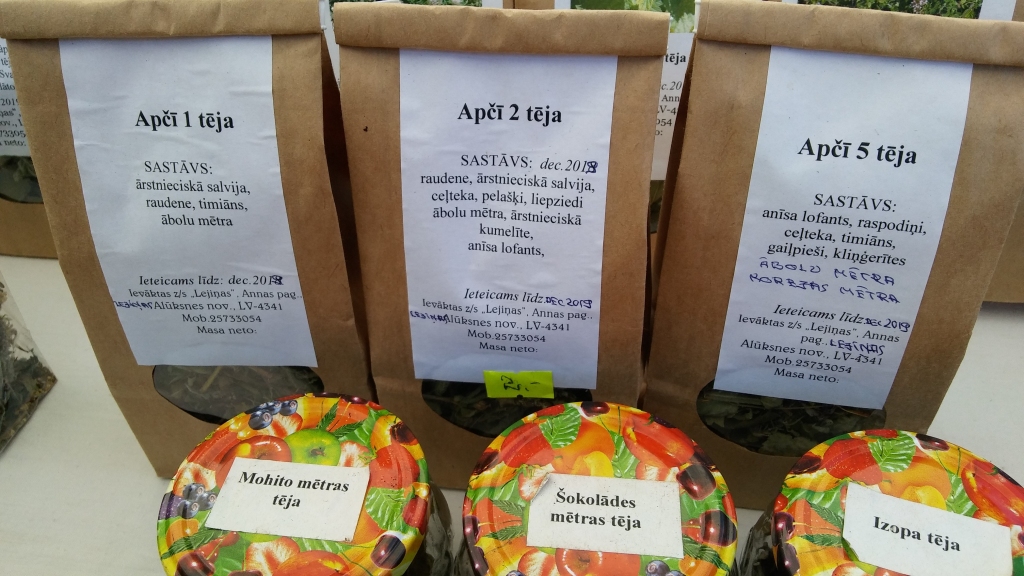 Apčī 1 tēja
SASTĀVS:
ārstnieciskā salvija,
raudene, timiāns,
ābolu mētra
Ieteicams līdz: dec.2019
Ievāktas z/s „Lejiņas”, Annas pag.,
Alūksnes nov., LV-4341
Mob.25733054
Masa neto:
Apčī 2 tēja
SASTĀVS: dec.2019
raudene, ārstnieciskā salvija,
ceļteka, pelašķi, liepziedi
ābolu mētra, ārstnieciskā
kumelīte,
anīsa lofants,
Ieteicams līdz: DEC 2019
Ievāktas z/s „Lejiņas”, Annas pag.,
Alūksnes nov., LV-4341
Mob.25733054
Masa neto:
Apčī 5 tēja
SASTĀVS:
anīsa lofants, raspodiņi,
ceļteka, timiāns,
gaiļpieši, kliņģerītes
ĀBOLU MĒTRA
KOREJAS MĒTRA
Ieteicams līdz: DEC 2019
Ievāktas z/s „Lejiņas”, Annas
pag., LEJIŅAS
Alūksnes nov., LV-4341
Mob.25733054
Masa neto:
Mohito mētras
tēja
Šokolādes
mētras tēja
Izopa tēja